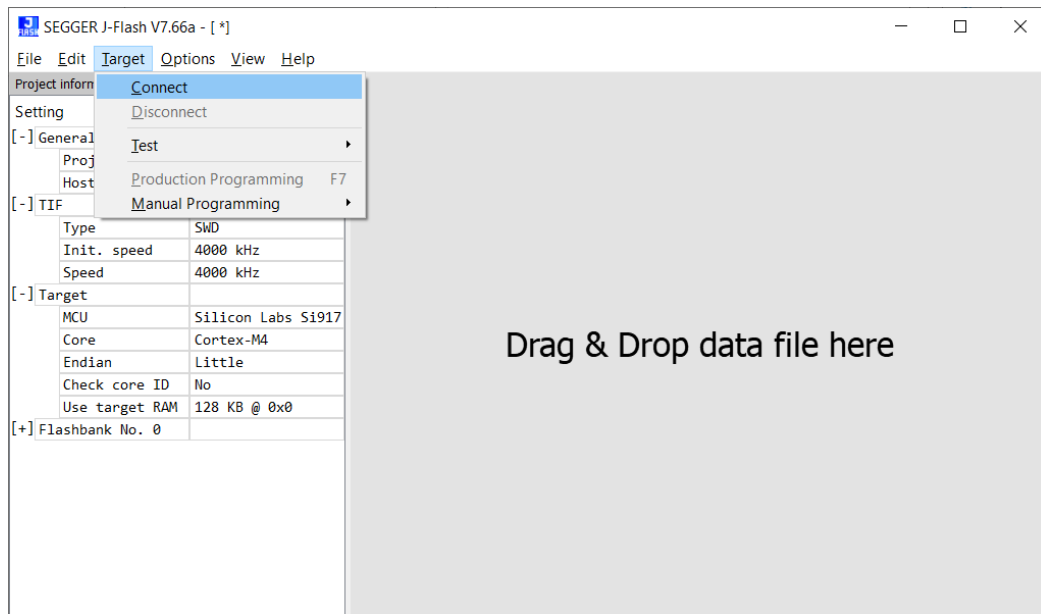 SEGGER J-Flash V7.66a - [ *]
File Edit Target Options View Help
Project inforn
Connect
Setting
Disconnect
[-] General
Test
Proj
Production Programming F7
Host
Manual Programming
[-] TIF
Type SWD
Init. speed 4000 kHz
Speed 4000 kHz
[-] Target
MCU Silicon Labs Si917
Core Cortex-M4
Endian Little
Check core ID No
Use target RAM 128 KB @ 0x0
[+] Flashbank No. 0
Drag & Drop data file here